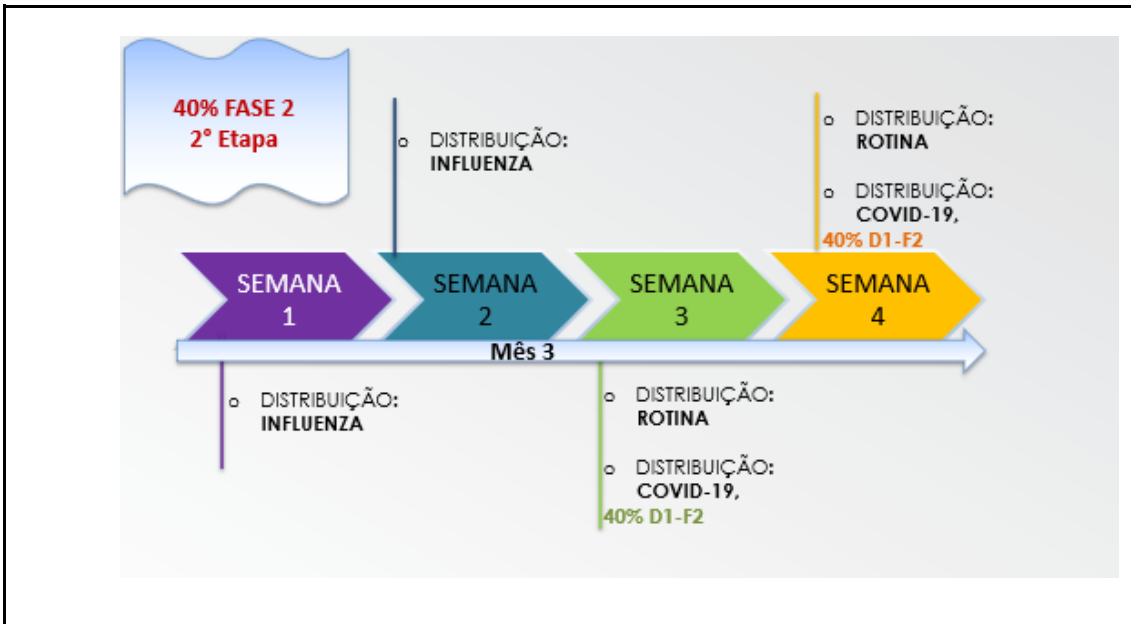 40% FASE 2
2° Etapa
o DISTRIBUIÇÃO:
INFLUENZA
o DISTRIBUIÇÃO:
ROTINA
o DISTRIBUIÇÃO:
COVID-19,
40% D1-F2
SEMANA
1
SEMANA
2
SEMANA
3
SEMANA
4
Mês 3
o DISTRIBUIÇÃO:
INFLUENZA
o DISTRIBUIÇÃO:
ROTINA
o DISTRIBUIÇÃO:
COVID-19,
40% D1-F2